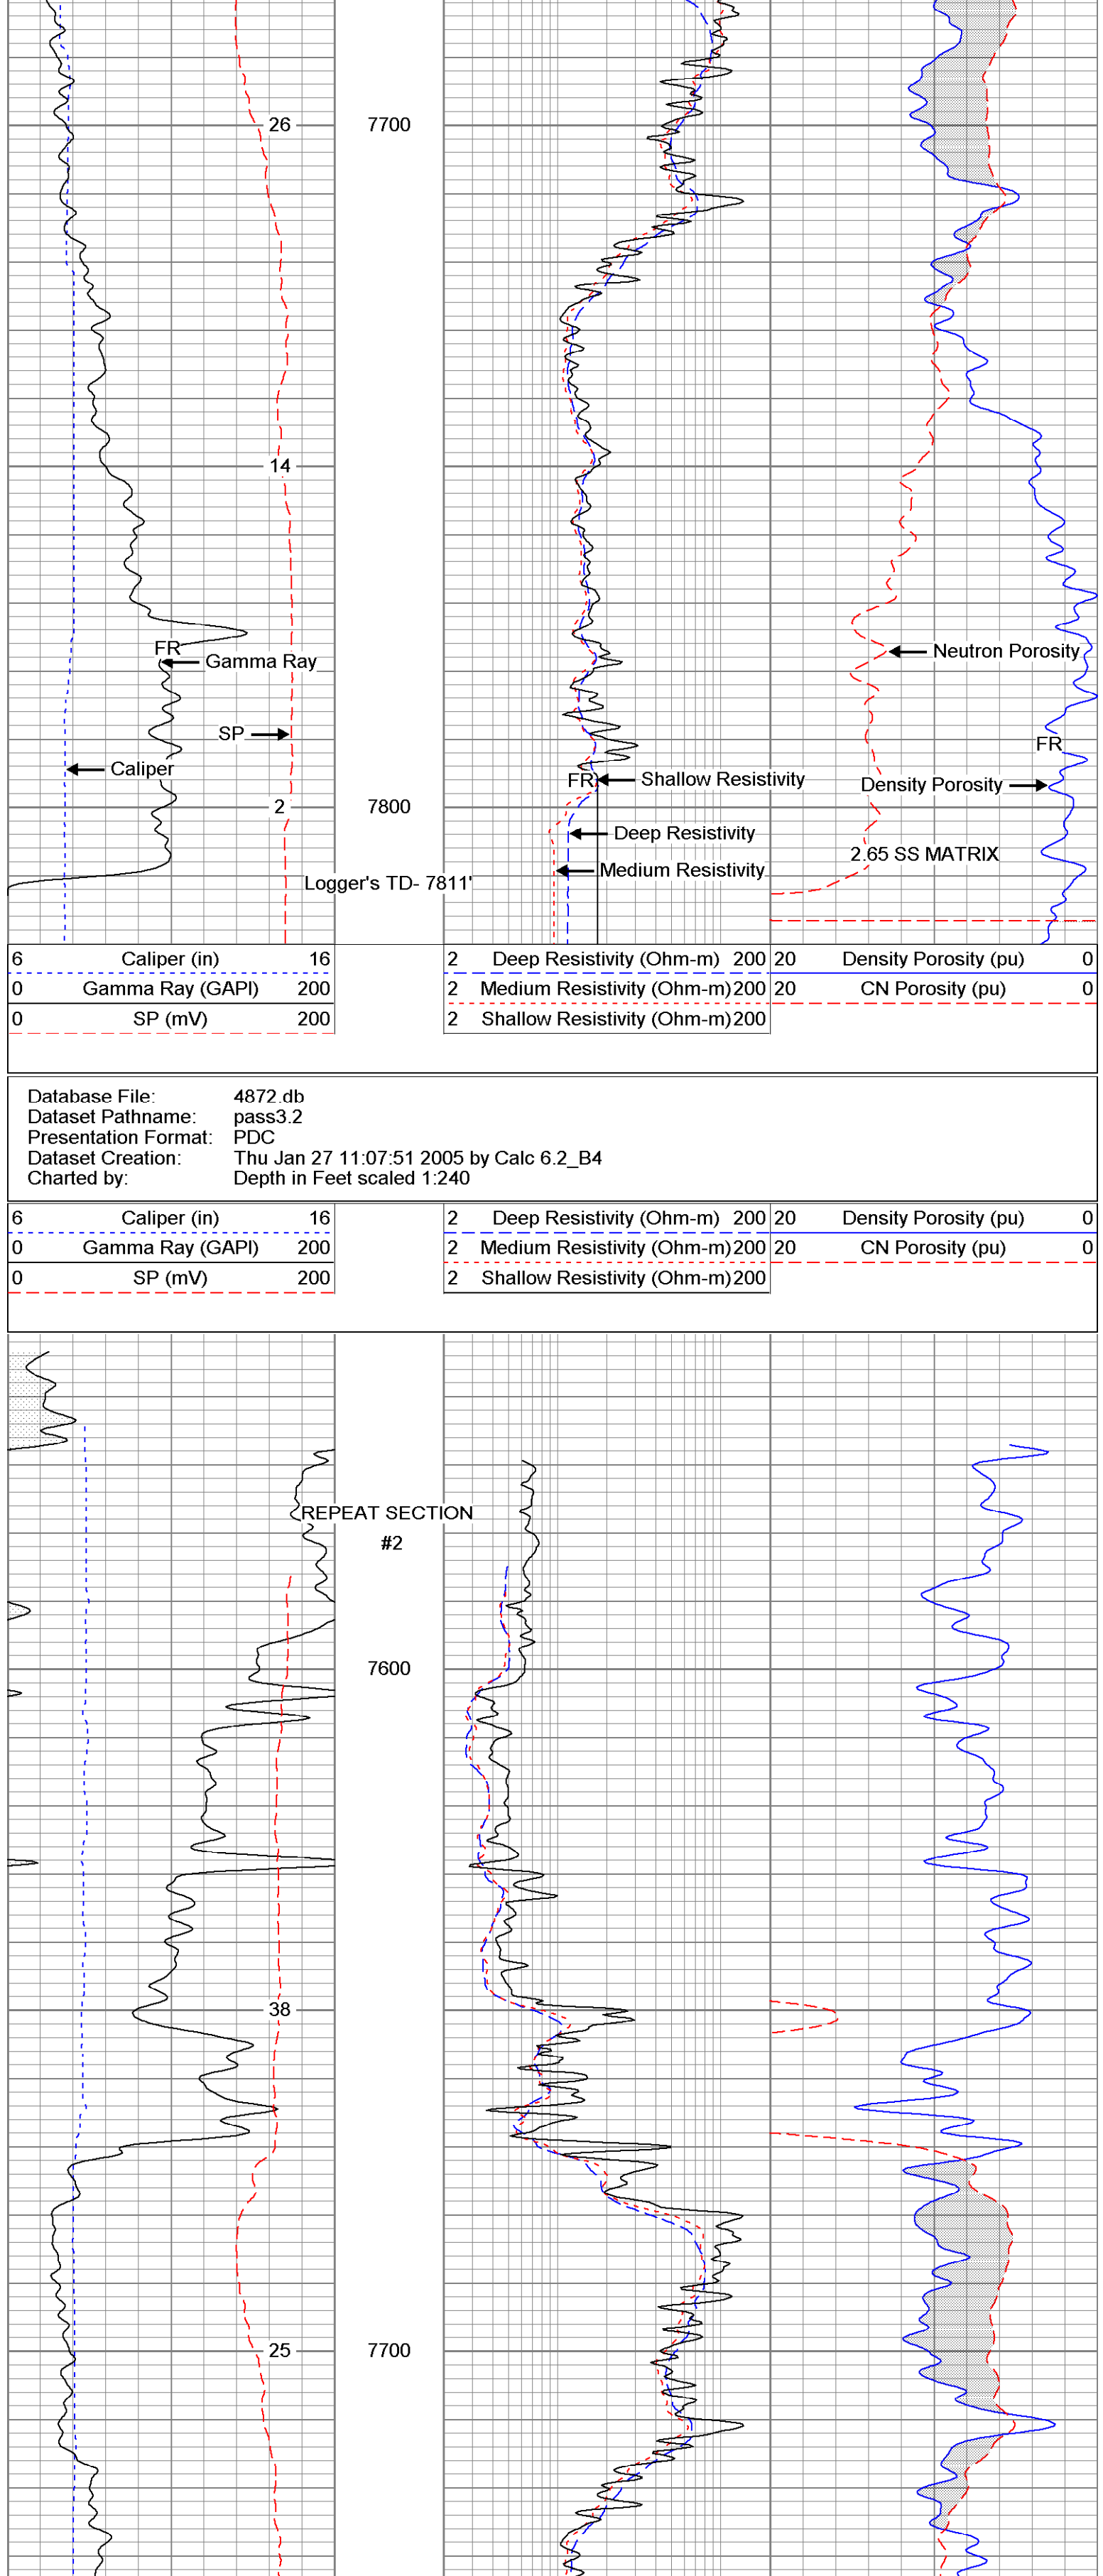 26
7700
14
FR
Gamma Ray
Neutron Porosity
SP
FR
Caliper
FR
Shallow Resistivity
Density Porosity
2
7800
Deep Resistivity
2.65 SS MATRIX
Medium Resistivity
Logger's TD- 7811'
6 Caliper (in) 16
2 Deep Resistivity (Ohm-m) 200
20 Density Porosity (pu) 0
0 Gamma Ray (GAPI) 200
2 Medium Resistivity (Ohm-m) 200
20 CN Porosity (pu) 0
0 SP (mV) 200
2 Shallow Resistivity (Ohm-m) 200
Database File: 4872.db
Dataset Pathname: pass3.2
Presentation Format: PDC
Dataset Creation: Thu Jan 27 11:07:51 2005 by Calc 6.2_B4
Charted by: Depth in Feet scaled 1:240
6 Caliper (in) 16
2 Deep Resistivity (Ohm-m) 200
20 Density Porosity (pu) 0
0 Gamma Ray (GAPI) 200
2 Medium Resistivity (Ohm-m) 200
20 CN Porosity (pu) 0
0 SP (mV) 200
2 Shallow Resistivity (Ohm-m) 200
REPEAT SECTION
#2
7600
38
25
7700